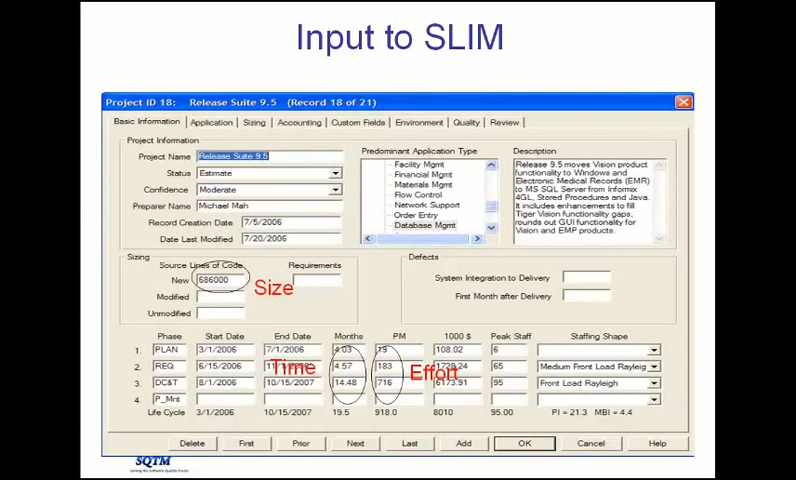 Input to SLIM
Project ID 18: Release Suite 9.5 (Record 18 of 21)
Basic Information Application Sizing Accounting Custom Fields Environment Quality Review
Project Information
Project Name Release Suite 9.5
Status Estimate
Confidence Moderate
Preparer Name Michael Mah
Record Creation Date 7/5/2006
Date Last Modified 7/20/2006
Predominant Application Type
Facility Mgmt
Financial Mgmt
Materials Mgmt
Flow Control
Network Support
Order Entry
Database Mgmt
Description
Release 9.5 moves Vision product
functionality to Windows and
Electronic Medical Records (EMR)
to MS SQL Server from Informix
4GL, Stored Procedures and Java.
It includes enhancements to fill
Tiger Vision functionality gaps,
rounds out GUI functionality for
Vision and EMP products.
Sizing
Source Lines of Code Requirements
New 686000
Size
Modified
Unmodified
Defects
System Integration to Delivery
First Month after Delivery
Phase Start Date End Date Months PM 1000 $ Peak Staff Staffing Shape
1. PLAN 3/1/2006 7/1/2006 4.03 19 108.02 6
2. REQ 6/15/2006 Time 4.57 183 1728.24 65 Medium Front Load Rayleig
3. DC&T 8/1/2006 10/15/2007 14.48 716 Effort 6173.91 95 Front Load Rayleigh
4. P_Mnt
Life Cycle 3/1/2006 10/15/2007 19.5 918.0 8010 95.00 PI = 21.3 MBI = 4.4
Delete First Prior Next Last Add OK Cancel Help
SQTM